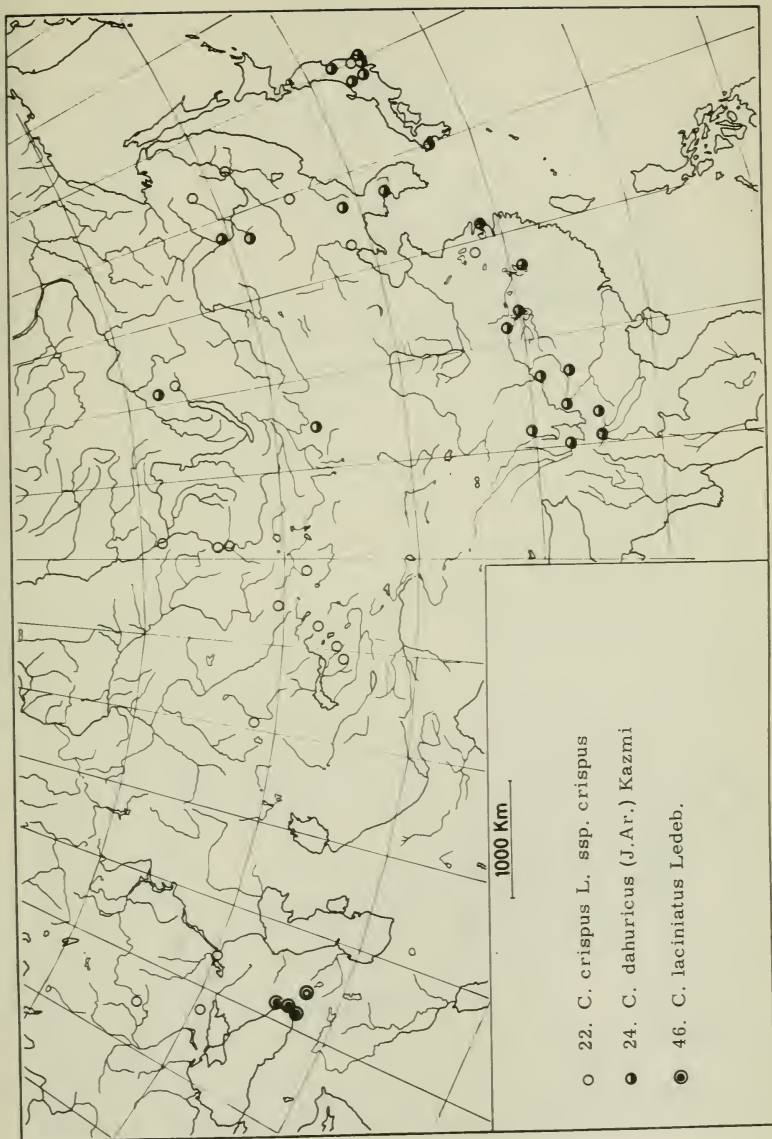 1000 Km
22. C. crispus L. ssp. crispus
24. C. dahuricus (J.Ar.) Kazmi
46. C. laciniatus Ledeb.